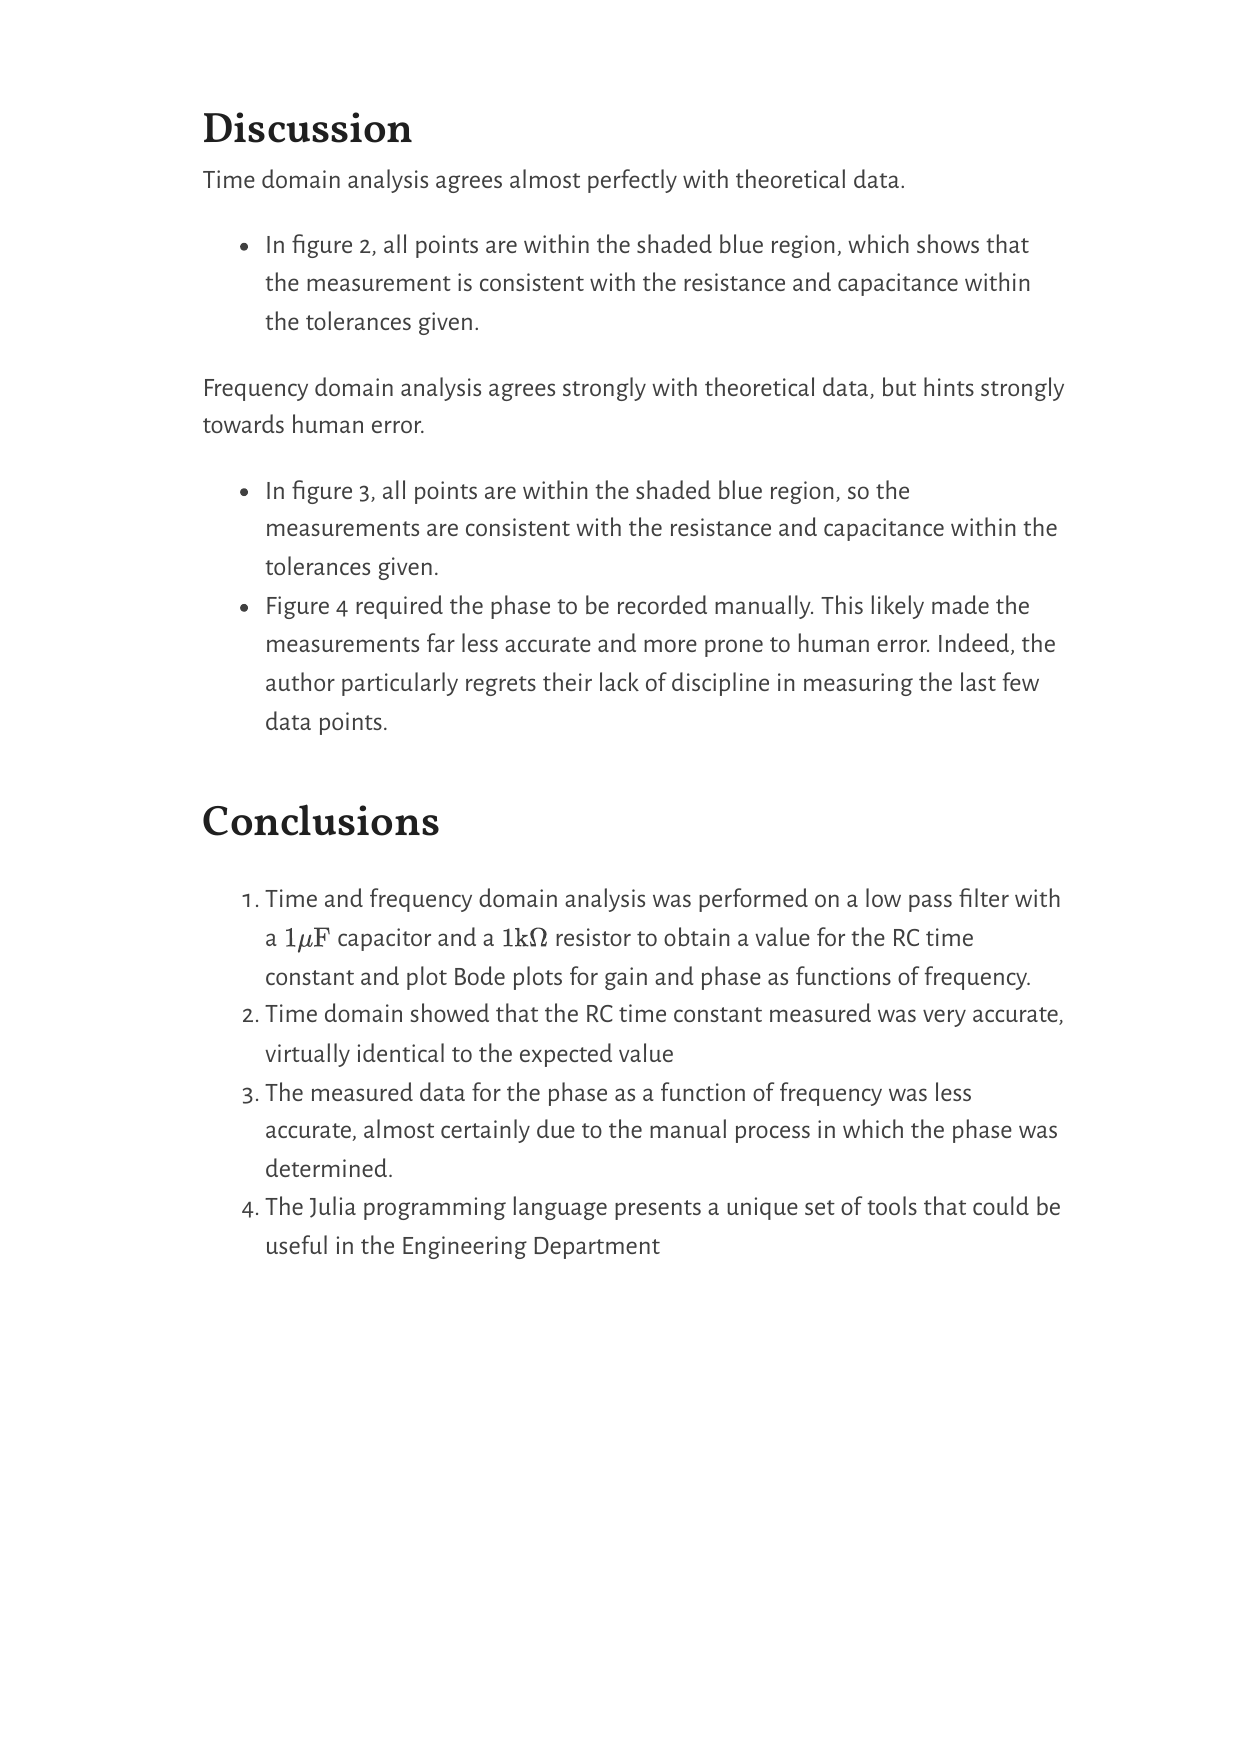 Discussion
Time domain analysis agrees almost perfectly with theoretical data.
• In figure 2, all points are within the shaded blue region, which shows that
the measurement is consistent with the resistance and capacitance within
the tolerances given.
Frequency domain analysis agrees strongly with theoretical data, but hints strongly
towards human error.
• In figure 3, all points are within the shaded blue region, so the
measurements are consistent with the resistance and capacitance within the
tolerances given.
• Figure 4 required the phase to be recorded manually. This likely made the
measurements far less accurate and more prone to human error. Indeed, the
author particularly regrets their lack of discipline in measuring the last few
data points.
Conclusions
1. Time and frequency domain analysis was performed on a low pass filter with
a 1μF capacitor and a 1kΩ resistor to obtain a value for the RC time
constant and plot Bode plots for gain and phase as functions of frequency.
2. Time domain showed that the RC time constant measured was very accurate,
virtually identical to the expected value
3. The measured data for the phase as a function of frequency was less
accurate, almost certainly due to the manual process in which the phase was
determined.
4. The Julia programming language presents a unique set of tools that could be
useful in the Engineering Department